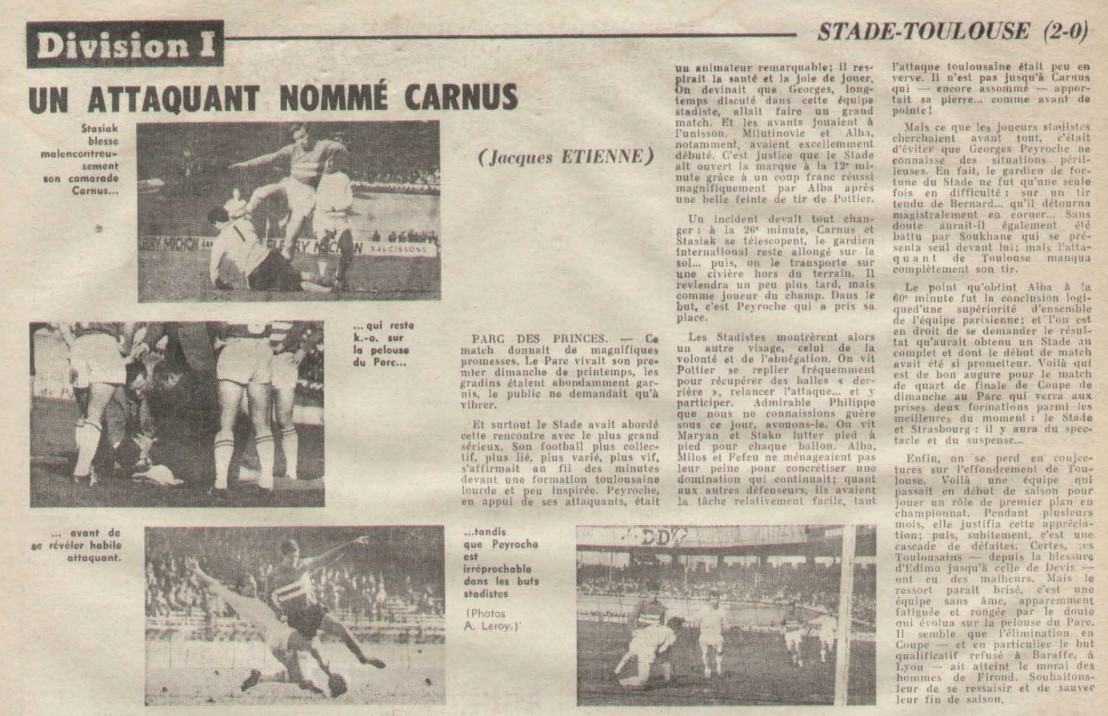 Division I
STADE-TOULOUSE (2-0)
UN ATTAQUANT NOMMÉ CARNUS
(Jacques ETIENNE)
Stasiak
blesse
malencontreu-
sement
son camarade
Carnus...
FLEURY MICHON
FLEURY MICHON
SAUCISSONS
... qui reste
k.-o. sur
la pelouse
du Parc...
... avant de
se révéler habile
attaquant.
...tandis
que Peyroche
est
irréprochable
dans les buts
stadistes
(Photos
A. Leroy.)
PARC DES PRINCES. — Ce
match donnait de magnifiques
promesses. Le Parc vivait son pre-
mier dimanche de printemps, les
gradins étaient abondamment gar-
nis, le public ne demandait qu'à
vibrer.
Et surtout le Stade avait abordé
cette rencontre avec le plus grand
sérieux. Son football plus collec-
tif, plus lié, plus varié, plus vif,
s'affirmait au fil des minutes
devant une formation toulousaine
lourde et peu inspirée. Peyroche,
en appui de ses attaquants, était
un animateur remarquable; il res-
pirait la santé et la joie de jouer.
On devinait que Georges, long-
temps discuté dans cette équipe
stadiste, allait faire un grand
match. Et les avants jouaient à
l'unisson. Milutinovic et Alba,
notamment, avaient excellemment
débuté. C'est justice que le Stade
ait ouvert la marque à la 12e mi-
nute grâce à un coup franc réussi
magnifiquement par Alba après
une belle feinte de tir de Pottier.
Un incident devait tout chan-
ger : à la 26e minute, Carnus et
Stasiak se télescopent, le gardien
international reste allongé sur le
sol... puis, on le transporte sur
une civière hors du terrain. Il
reviendra un peu plus tard, mais
comme joueur du champ. Dans le
but, c'est Peyroche qui a pris sa
place.
Les Stadistes montrèrent alors
un autre visage, celui de la
volonté et de l'abnégation. On vit
Pottier se replier fréquemment
pour récupérer des balles « der-
rière », relancer l'attaque... et y
participer. Admirable Philippe
que nous ne connaissions guère
sous ce jour, avouons-le. On vit
Maryan et Stako lutter pied à
pied pour chaque ballon. Alba,
Milos et Fefeu ne ménageaient pas
leur peine pour concrétiser une
domination qui continuait; quant
aux autres défenseurs, ils avaient
la tâche relativement facile, tant
l'attaque toulousaine était peu en
verve. Il n'est pas jusqu'à Carnus
qui — encore assommé — appor-
tait sa pierre... comme avant de
pointe!
Mais ce que les joueurs stadistes
cherchaient avant tout, c'était
d'éviter que Georges Peyroche ne
connaisse des situations péril-
leuses. En fait, le gardien de for-
tune du Stade ne fut qu'une seule
fois en difficulté : sur un tir
tendu de Bernard... qu'il détourna
magistralement en corner... Sans
doute aurait-il également été
battu par Soukhane qui se pré-
senta seul devant lui; mais l'atta-
quant de Toulouse manqua
complètement son tir.
Le point qu'obtint Alba à la
60e minute fut la conclusion logi-
qued'une supériorité d'ensemble
de l'équipe parisienne; et l'on est
en droit de se demander le résul-
tat qu'aurait obtenu un Stade au
complet et dont le début de match
avait été si prometteur. Voilà qui
est de bon augure pour le match
de quart de finale de Coupe de
dimanche au Parc qui verra aux
prises deux formations parmi les
meilleures du moment : le Stade
et Strasbourg : il y aura du spec-
tacle et du suspense...
Enfin, on se perd en conjec-
tures sur l'effondrement de Tou-
louse. Voilà une équipe qui
passait en début de saison pour
jouer un rôle de premier plan en
championnat. Pendant plusieurs
mois, elle justifia cette apprécia-
tion; puis, subitement, c'est une
cascade de défaites. Certes, les
Toulousains — depuis la blessure
d'Edimo jusqu'à celle de Devis —
ont eu des malheurs. Mais le
ressort paraît brisé, c'est une
équipe sans âme, apparemment
fatiguée et rongée par le doute
qui évolua sur la pelouse du Parc.
Il semble que l'élimination en
Coupe — et en particulier le but
qualificatif refusé à Baraffe, à
Lyon — ait atteint le moral des
hommes de Firoud. Souhaitons-
leur de se ressaisir et de sauver
leur fin de saison.